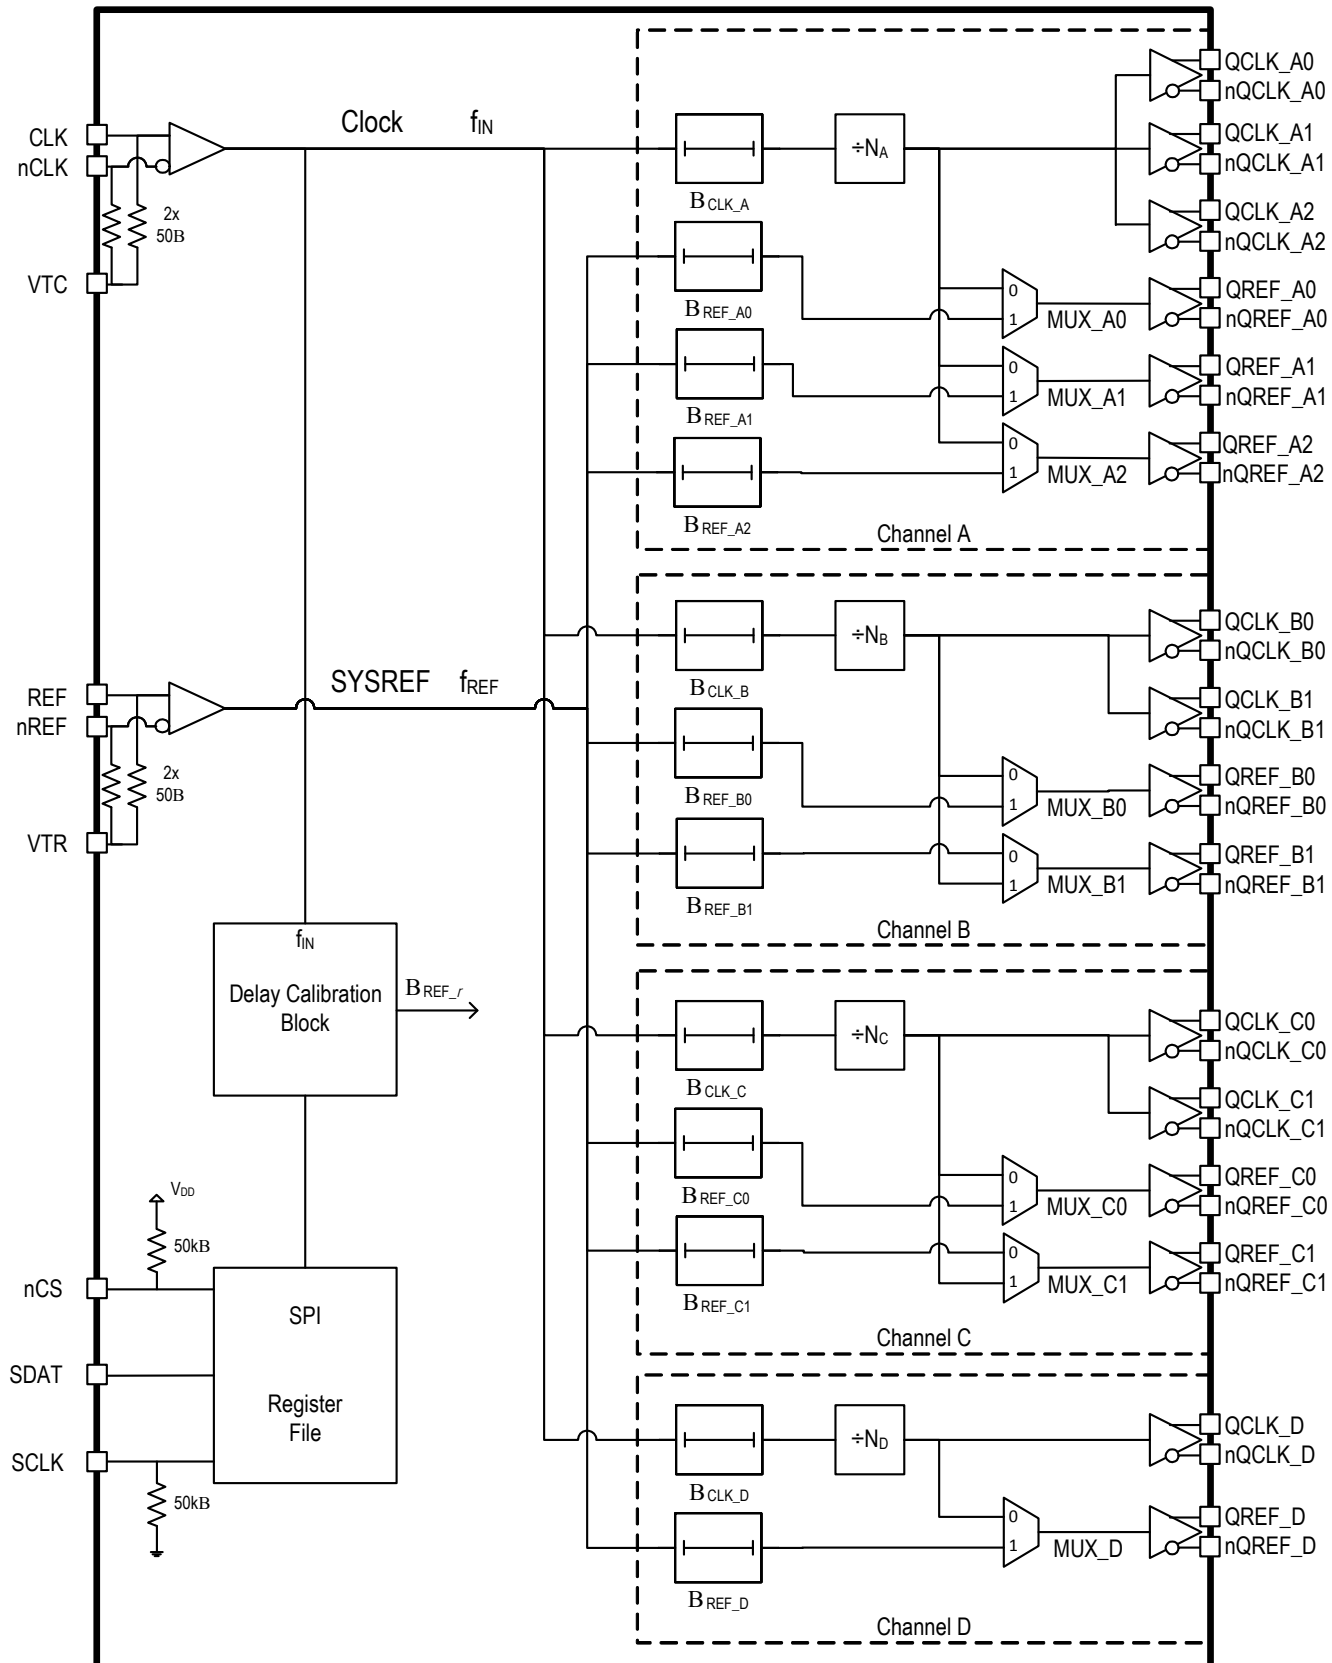 CLK
nCLK
2x
50B
VTC
Clock fIN
REF
nREF
2x
50B
VTR
SYSREF fREF
fIN
Delay Calibration
Block
BREF_r
VDD
50kB
nCS
SDAT
SCLK
50kB
SPI
Register
File
BCLK_A
÷NA
BREF_A0
BREF_A1
BREF_A2
0
1
MUX_A0
0
1
MUX_A1
0
1
MUX_A2
Channel A
QCLK_A0
nQCLK_A0
QCLK_A1
nQCLK_A1
QCLK_A2
nQCLK_A2
QREF_A0
nQREF_A0
QREF_A1
nQREF_A1
QREF_A2
nQREF_A2
BCLK_B
÷NB
BREF_B0
BREF_B1
0
1
MUX_B0
0
1
MUX_B1
Channel B
QCLK_B0
nQCLK_B0
QCLK_B1
nQCLK_B1
QREF_B0
nQREF_B0
QREF_B1
nQREF_B1
BCLK_C
÷NC
BREF_C0
BREF_C1
0
1
MUX_C0
0
1
MUX_C1
Channel C
QCLK_C0
nQCLK_C0
QCLK_C1
nQCLK_C1
QREF_C0
nQREF_C0
QREF_C1
nQREF_C1
BCLK_D
÷ND
BREF_D
0
1
MUX_D
Channel D
QCLK_D
nQCLK_D
QREF_D
nQREF_D